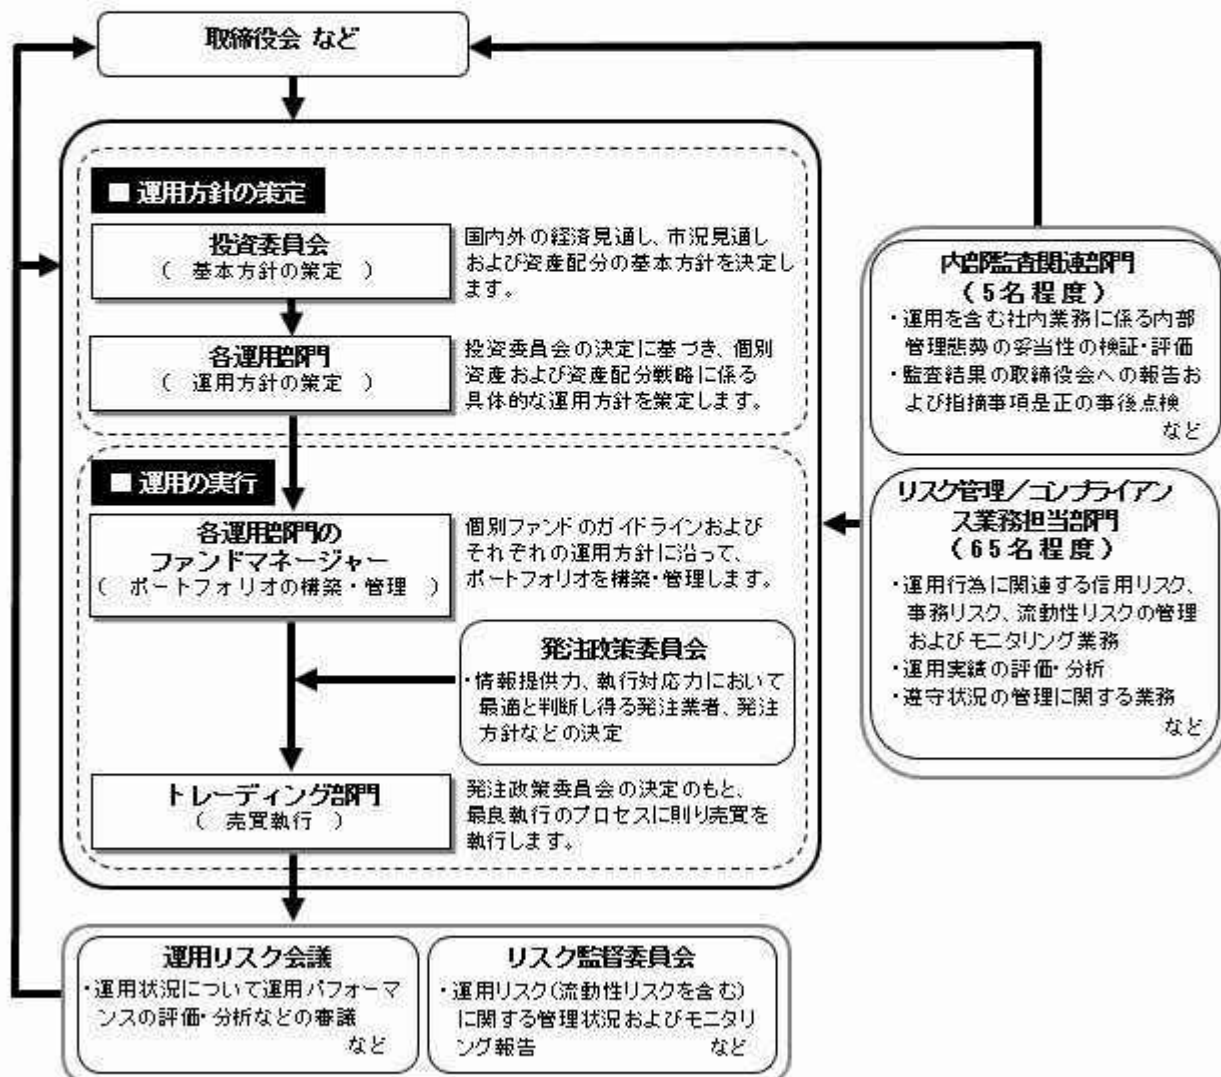 取締役会 など
■ 運用方針の策定
投資委員会
（ 基本方針の策定 ）
国内外の経済見通し、市況見通し
および資産配分の基本方針を決定し
ます。
各運用部門
（ 運用方針の策定 ）
投資委員会の決定に基づき、個別
資産および資産配分戦略に係る
具体的な運用方針を策定します。
■ 運用の実行
各運用部門の
ファンドマネージャー
（ ポートフォリオの構築・管理 ）
個別ファンドのガイドラインおよび
それぞれの運用方針に沿って、
ポートフォリオを構築・管理します。
発注政策委員会
・情報提供力、執行対応力において
最適と判断し得る発注業者、発注
方針などの決定
トレーディング部門
（ 売買執行 ）
発注政策委員会の決定のもと、
最良執行のプロセスに則り売買を
執行します。
内部監査関連部門
（5名程度）
・運用を含む社内業務に係る内部
管理態勢の妥当性の検証・評価
・監査結果の取締役会への報告お
よび指摘事項是正の事後点検
など
リスク管理／コンプライアン
ス業務担当部門
（65名程度）
・運用行為に関連する信用リスク、
事務リスク、流動性リスクの管理
およびモニタリング業務
・運用実績の評価・分析
・遵守状況の管理に関する業務
など
運用リスク会議
・運用状況について運用パフォーマ
ンスの評価・分析などの審議
など
リスク監督委員会
・運用リスク（流動性リスクを含む）
に関する管理状況およびモニタリ
ング報告 など